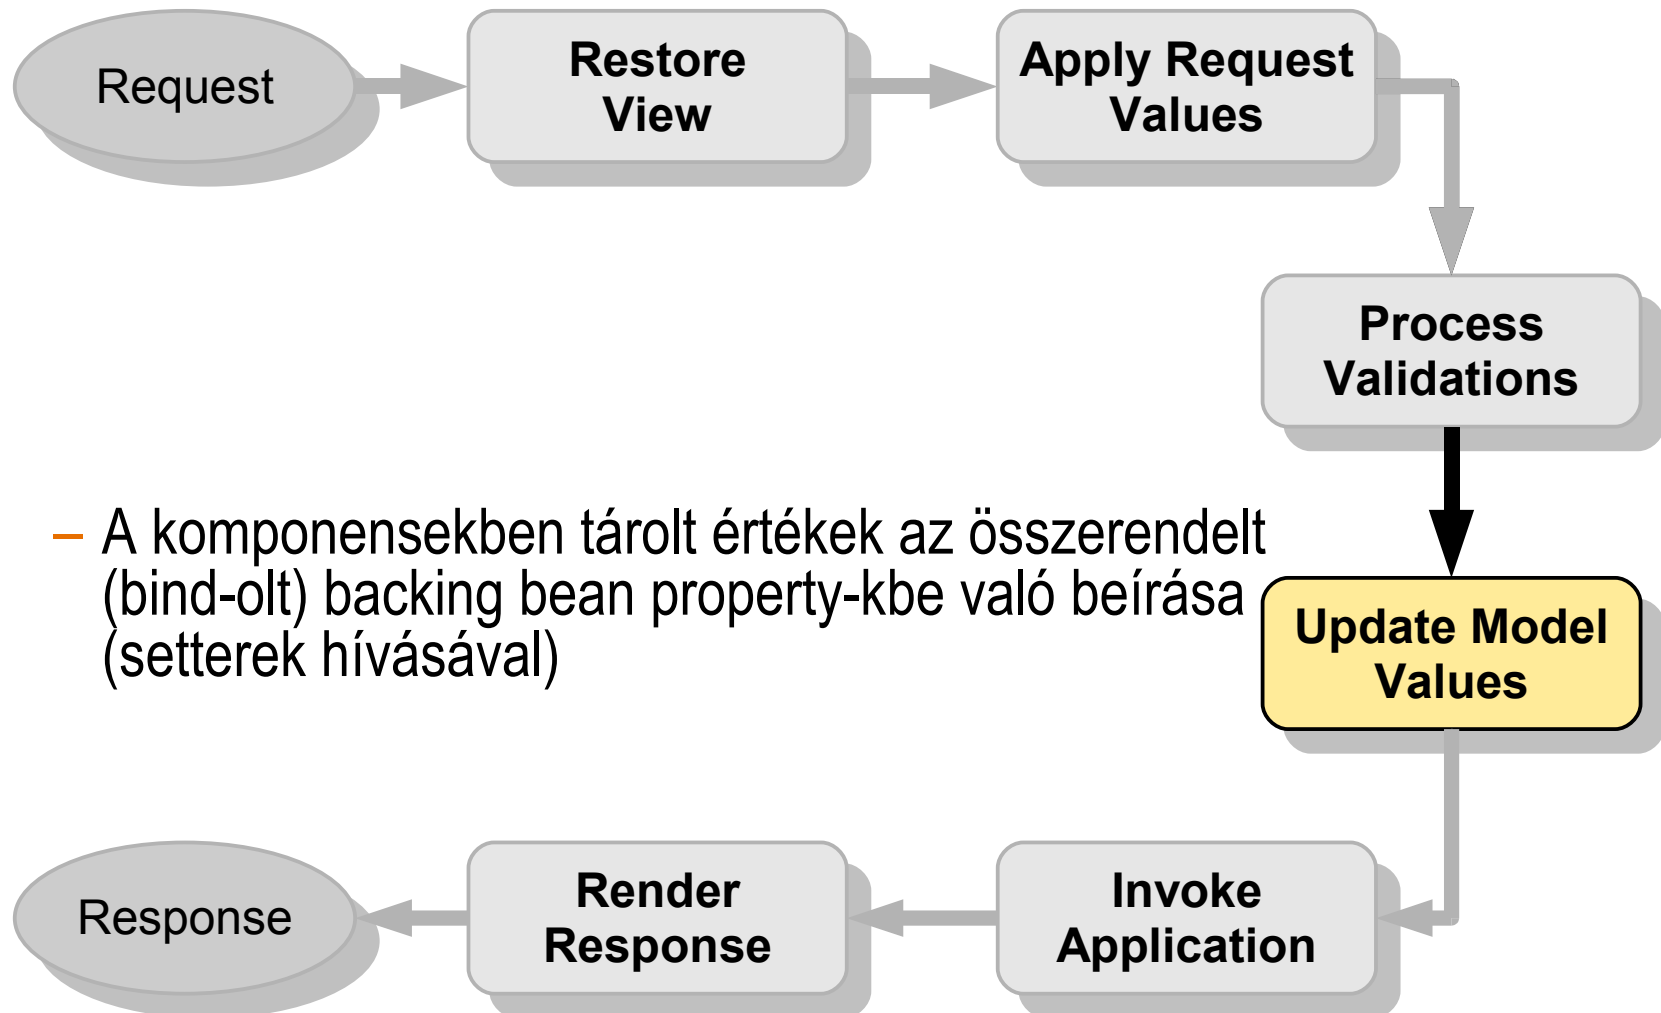 Request
Restore
View
Apply Request
Values
Process
Validations
– A komponensekben tárolt értékek az összerendelt
(bind-olt) backing bean property-kbe való beírása
(setterek hívásával)
Update Model
Values
Response
Render
Response
Invoke
Application